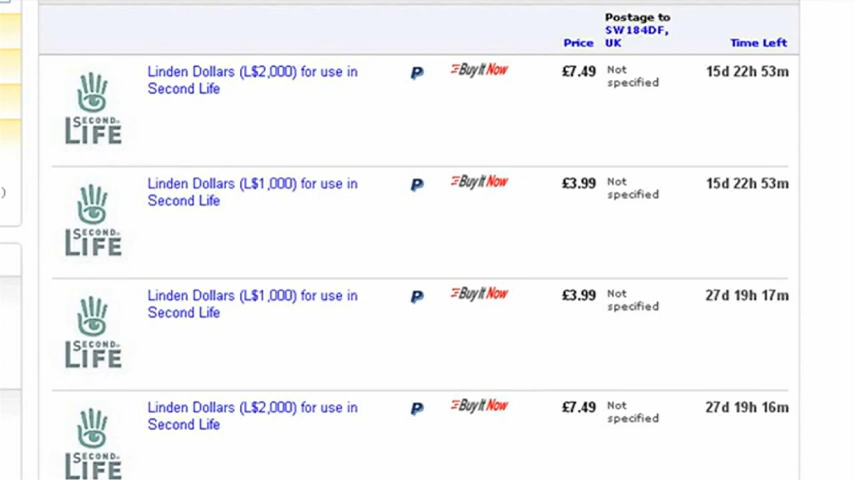 Postage to
SW184DF,
Price UK Time Left
Linden Dollars (L$2,000) for use in P Buy It Now £7.49 Not 15d 22h 53m
Second Life specified
SECOND
LIFE
Linden Dollars (L$1,000) for use in P Buy It Now £3.99 Not 15d 22h 53m
Second Life specified
SECOND
LIFE
)
Linden Dollars (L$1,000) for use in P Buy It Now £3.99 Not 27d 19h 17m
Second Life specified
SECOND
LIFE
Linden Dollars (L$2,000) for use in P Buy It Now £7.49 Not 27d 19h 16m
Second Life specified
SECOND
LIFE